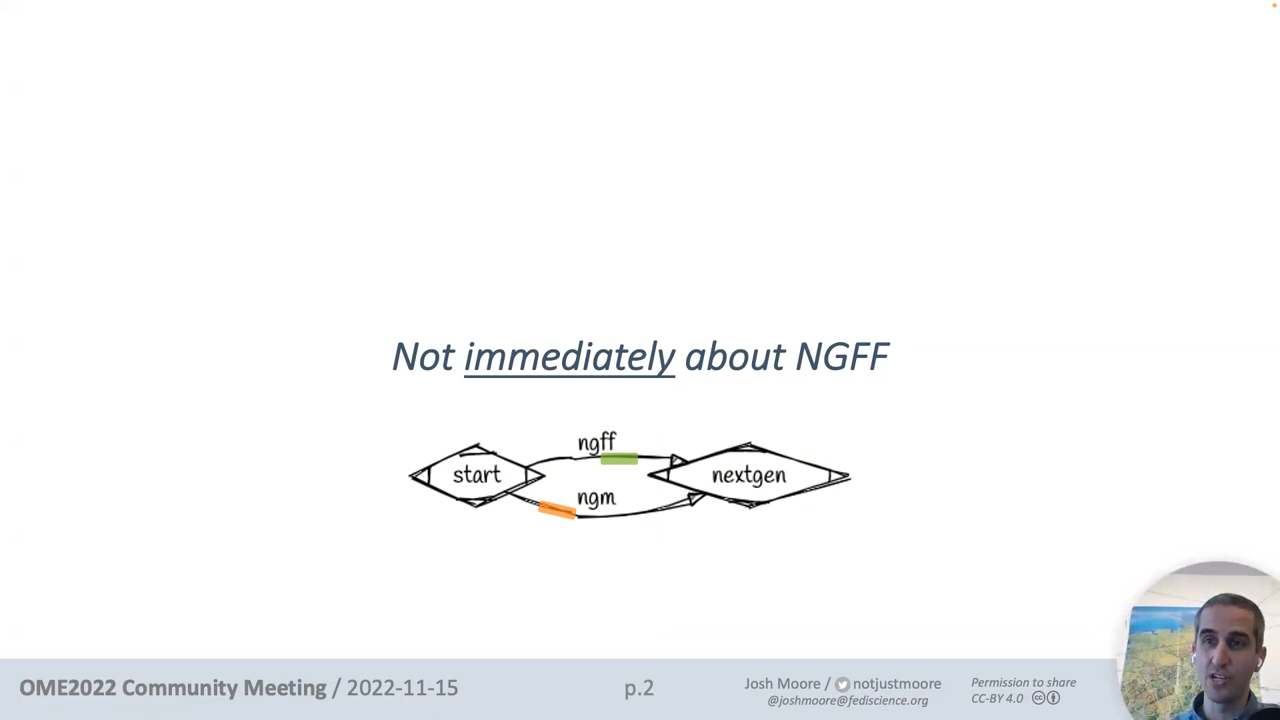 Not immediately about NGFF
ngff
start
nextgen
ngm
OME2022 Community Meeting / 2022-11-15
p.2
Josh Moore / notjustmoore
@joshmoore@fediscience.org
Permission to share
CC-BY 4.0